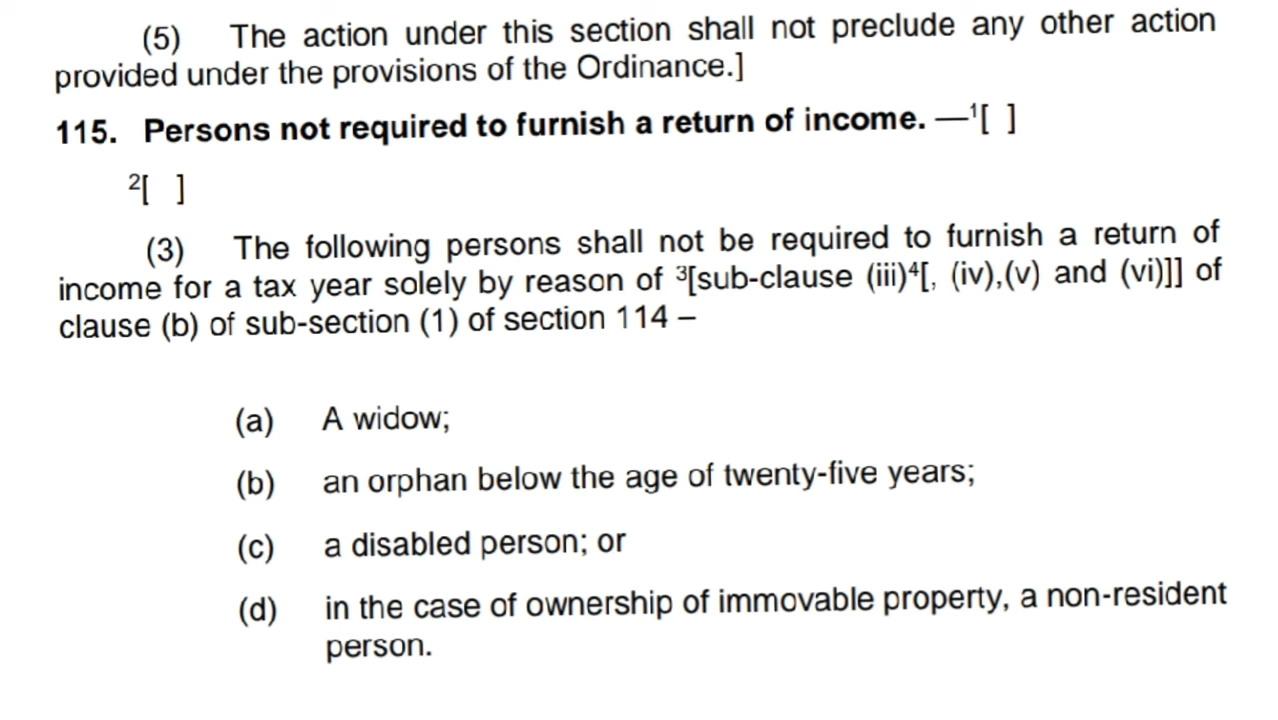 (5) The action under this section shall not preclude any other action
provided under the provisions of the Ordinance.]
115. Persons not required to furnish a return of income. —¹[ ]
²[ ]
(3) The following persons shall not be required to furnish a return of
income for a tax year solely by reason of ³[sub-clause (iii)⁴[, (iv),(v) and (vi)]] of
clause (b) of sub-section (1) of section 114 –
(a) A widow;
(b) an orphan below the age of twenty-five years;
(c) a disabled person; or
(d) in the case of ownership of immovable property, a non-resident
person.